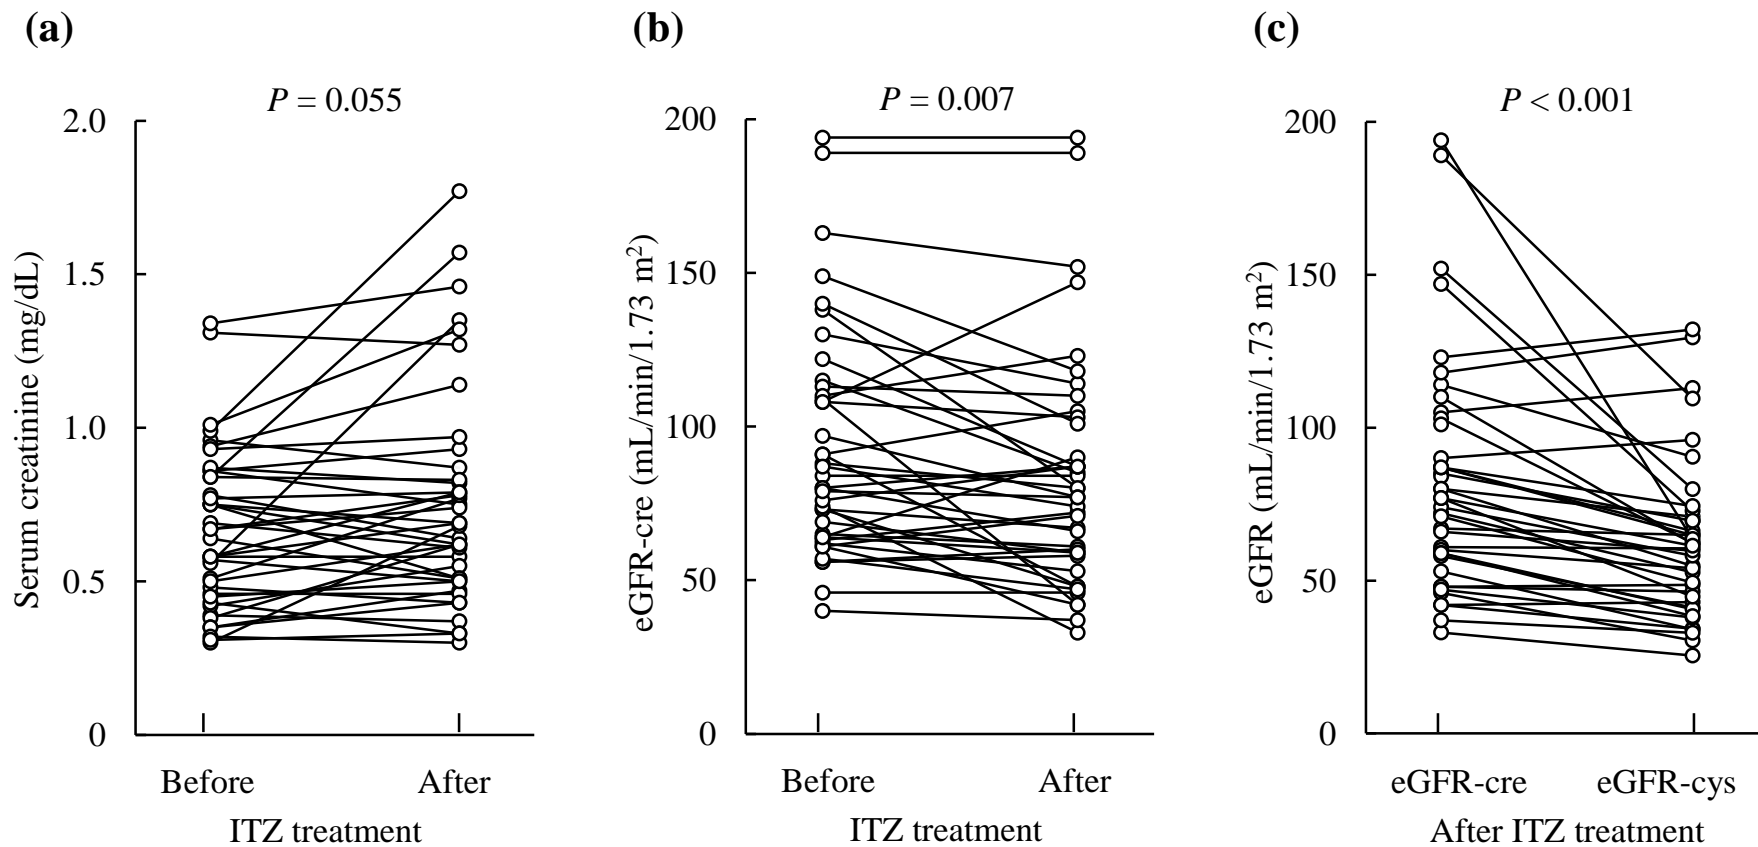 (a)
P = 0.055
Serum creatinine (mg/dL)
2.0
1.5
1.0
0.5
0
Before After
ITZ treatment
(b)
P = 0.007
eGFR-cre (mL/min/1.73 m²)
200
150
100
50
0
Before After
ITZ treatment
(c)
P < 0.001
eGFR (mL/min/1.73 m²)
200
150
100
50
0
eGFR-cre eGFR-cys
After ITZ treatment